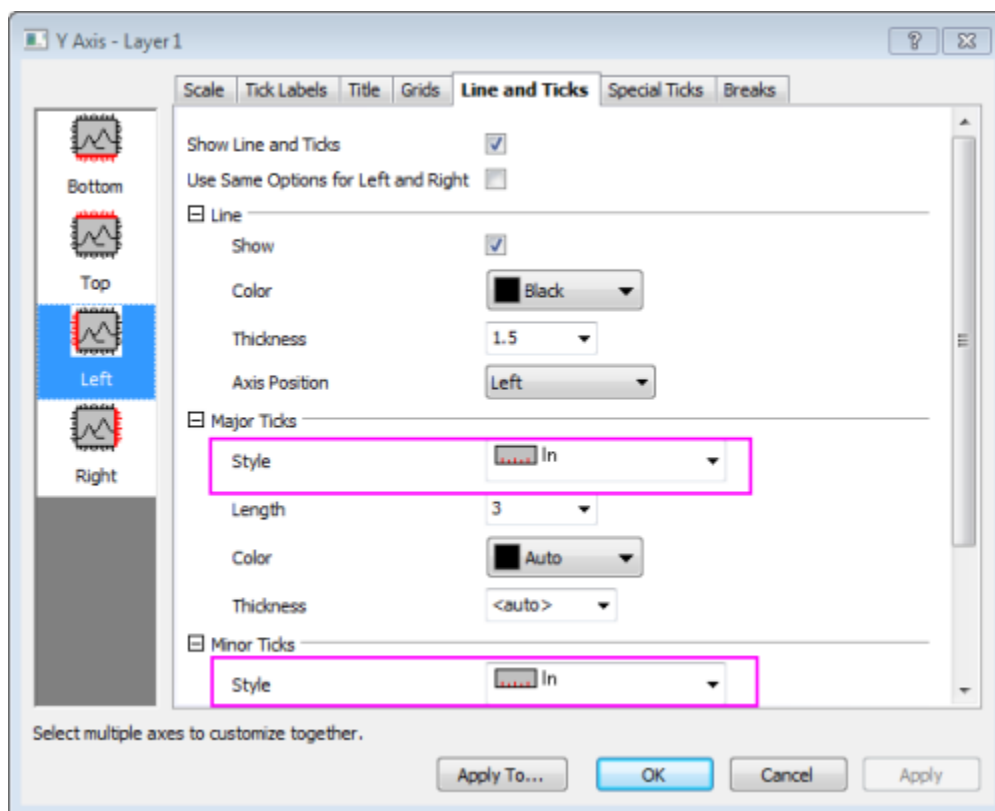 Y Axis - Layer 1
Scale Tick Labels Title Grids Line and Ticks Special Ticks Breaks
Bottom
Top
Left
Right
Show Line and Ticks
Use Same Options for Left and Right
Line
Show
Color Black
Thickness 1.5
Axis Position Left
Major Ticks
Style In
Length 3
Color Auto
Thickness <auto>
Minor Ticks
Style In
Select multiple axes to customize together.
Apply To... OK Cancel Apply